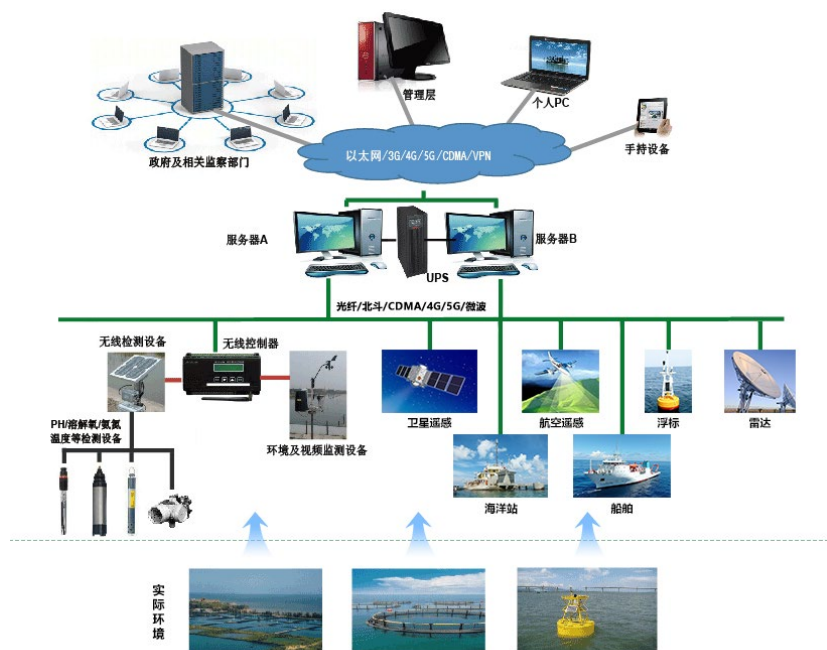 管理层
个人PC
手持设备
政府及相关监察部门
以太网/3G/4G/5G/CDMA/VPN
服务器A
服务器B
UPS
光纤/北斗/CDMA/4G/5G/微波
无线检测设备
无线控制器
PH/溶解氧/氨氮
温度等检测设备
环境及视频监测设备
卫星遥感
航空遥感
浮标
雷达
海洋站
船舶
实际环境